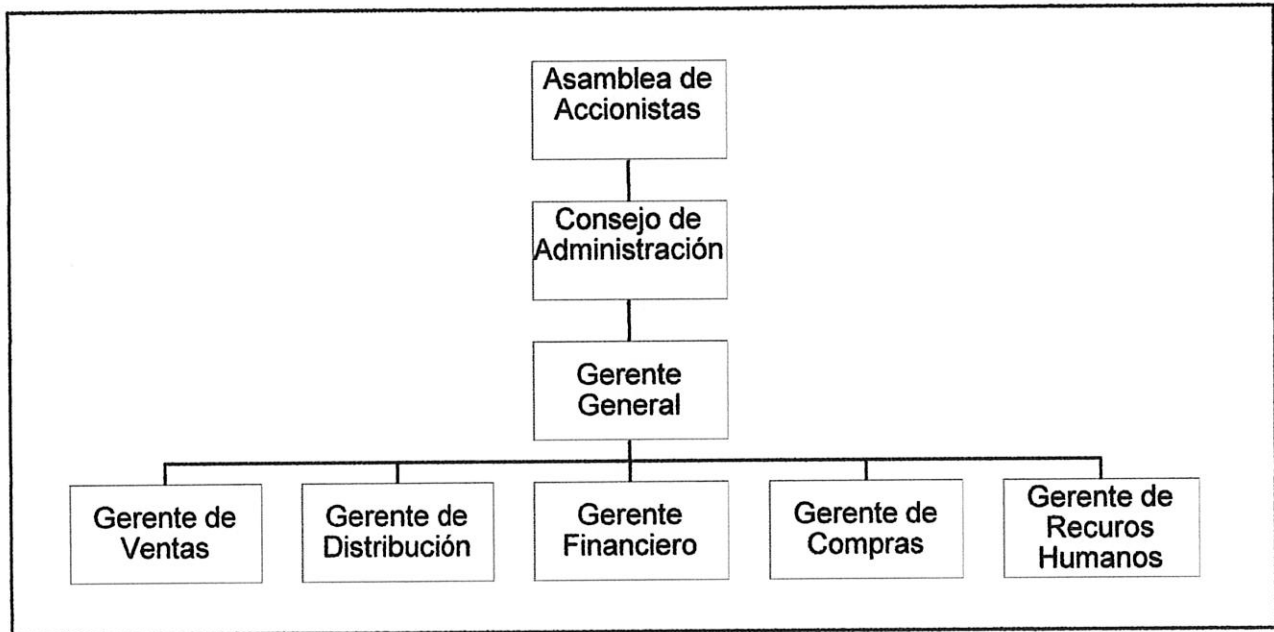 Asamblea de
Accionistas
Consejo de
Administración
Gerente
General
Gerente de
Ventas
Gerente de
Distribución
Gerente
Financiero
Gerente de
Compras
Gerente de
Recuros
Humanos